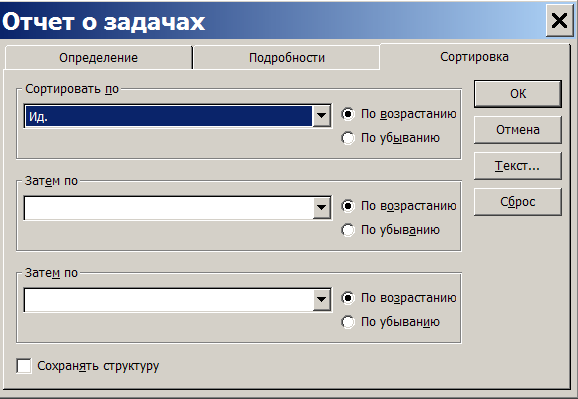 Отчет о задачах
Определение
Подробности
Сортировка
Сортировать по
Ид.
По возрастанию
По убыванию
Затем по
По возрастанию
По убыванию
Затем по
По возрастанию
По убыванию
Сохранять структуру
ОК
Отмена
Текст...
Сброс